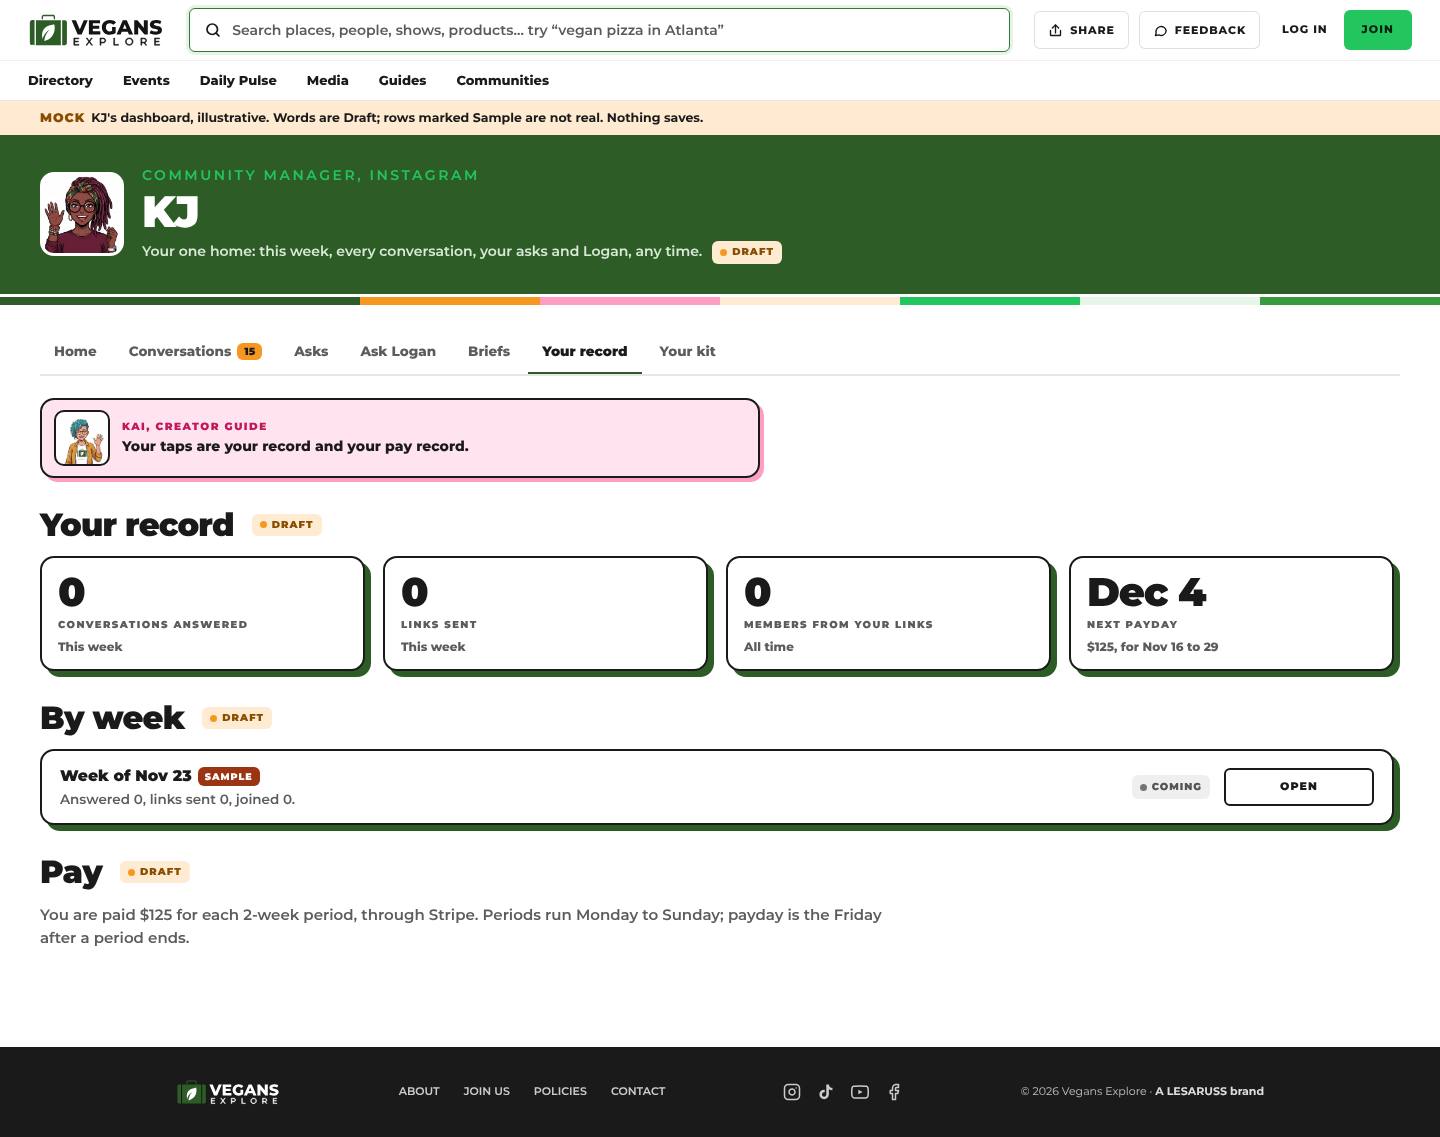 VEGANS
EXPLORE
Search places, people, shows, products... try “vegan pizza in Atlanta”
SHARE
FEEDBACK
LOG IN
JOIN
Directory
Events
Daily Pulse
Media
Guides
Communities
MOCK KJ's dashboard, illustrative. Words are Draft; rows marked Sample are not real. Nothing saves.
COMMUNITY MANAGER, INSTAGRAM
KJ
Your one home: this week, every conversation, your asks and Logan, any time.
DRAFT
Home
Conversations 15
Asks
Ask Logan
Briefs
Your record
Your kit
KAI, CREATOR GUIDE
Your taps are your record and your pay record.
Your record
DRAFT
0
CONVERSATIONS ANSWERED
This week
0
LINKS SENT
This week
0
MEMBERS FROM YOUR LINKS
All time
Dec 4
NEXT PAYDAY
$125, for Nov 16 to 29
By week
DRAFT
Week of Nov 23 SAMPLE
Answered 0, links sent 0, joined 0.
COMING
OPEN
Pay
DRAFT
You are paid $125 for each 2-week period, through Stripe. Periods run Monday to Sunday; payday is the Friday
after a period ends.
VEGANS
EXPLORE
ABOUT
JOIN US
POLICIES
CONTACT
© 2026 Vegans Explore · A LESARUSS brand